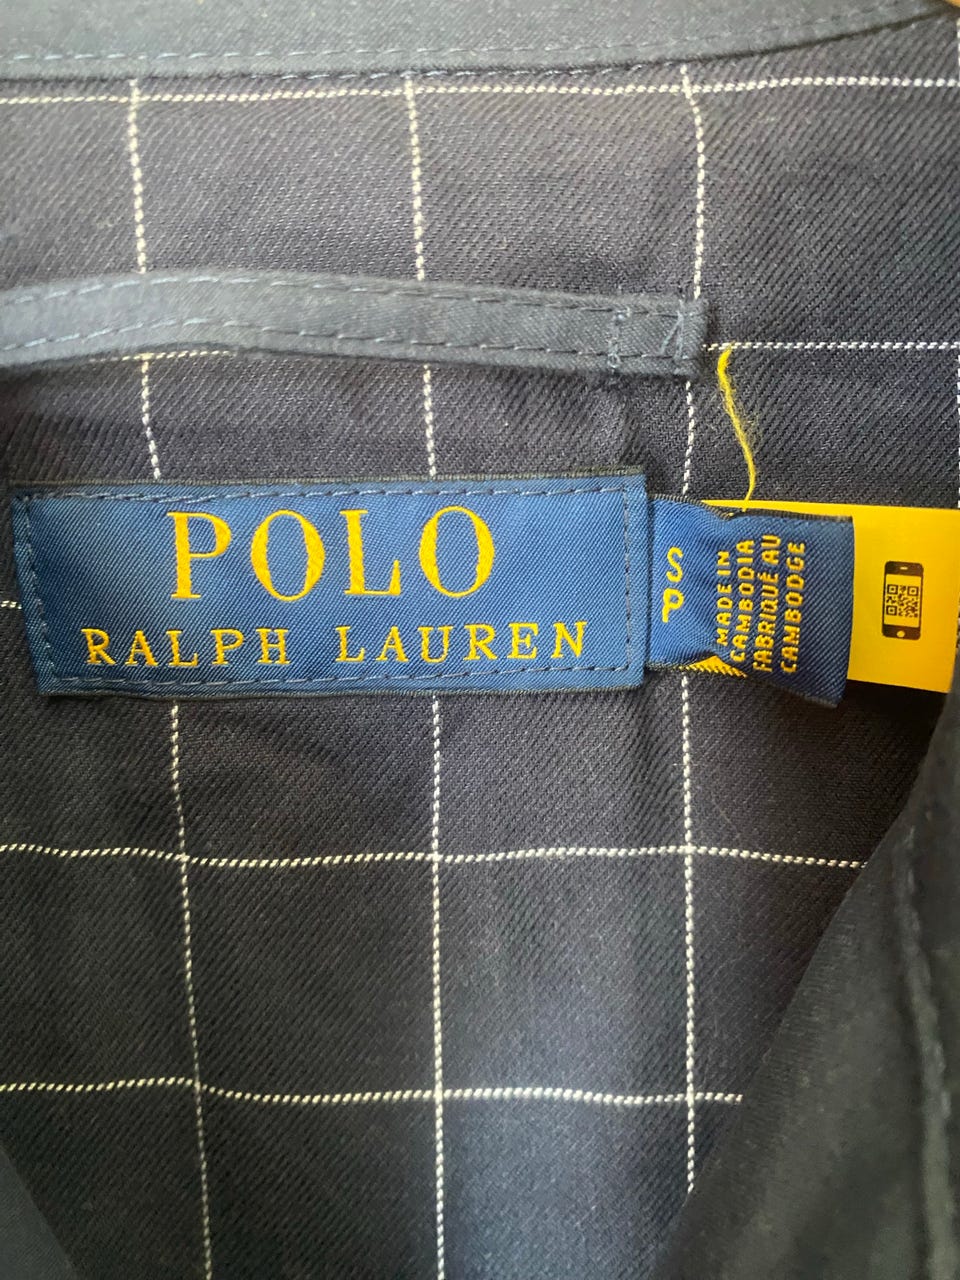 POLO
RALPH LAUREN
S
P
MADE IN
CAMBODIA
FABRIQUÉ AU
CAMBODGE